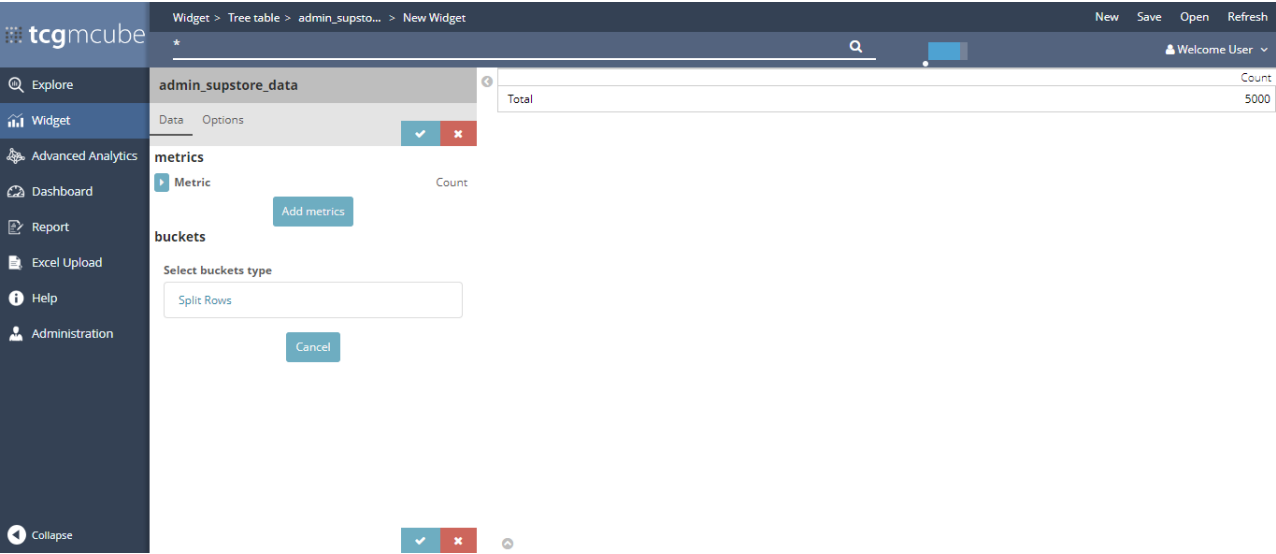 tcgmcube
Widget > Tree table > admin_supsto... > New Widget
New Save Open Refresh
*
Welcome User
Explore
Widget
Advanced Analytics
Dashboard
Report
Excel Upload
Help
Administration
Collapse
admin_supstore_data
Data Options
metrics
Metric Count
Add metrics
buckets
Select buckets type
Split Rows
Cancel
Count
Total 5000